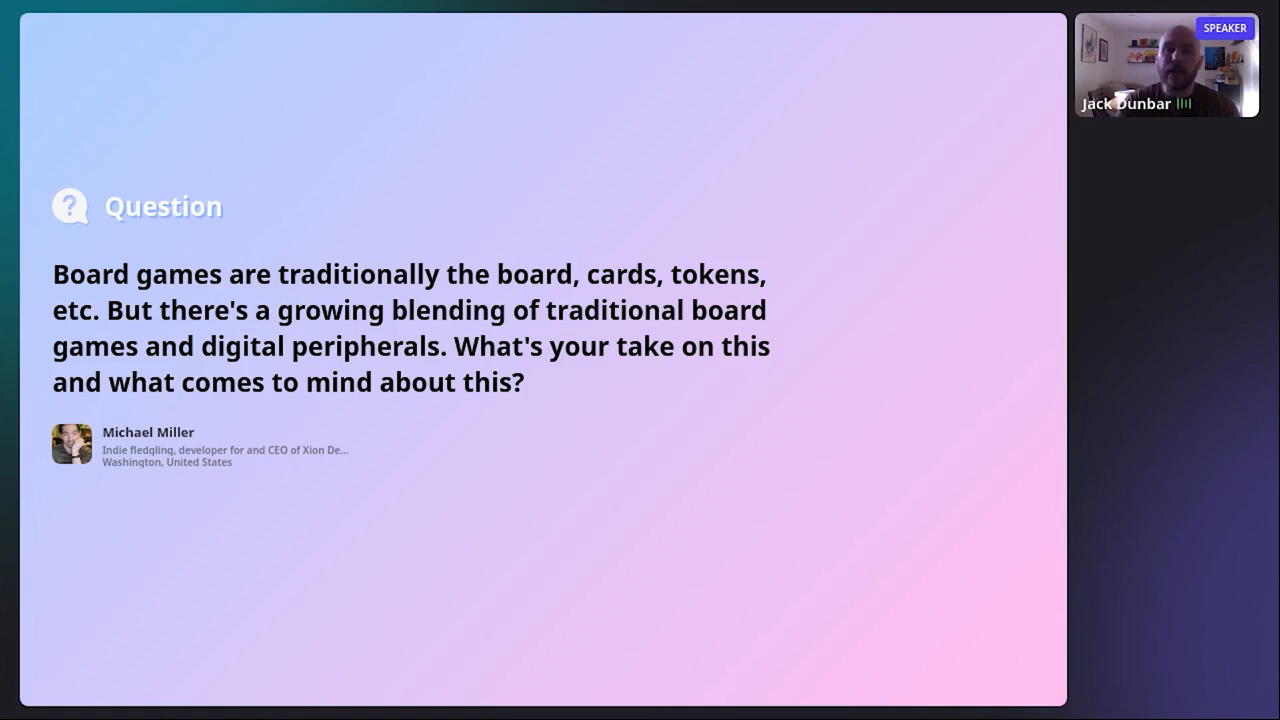 SPEAKER
Jack Dunbar
Question
Board games are traditionally the board, cards, tokens,
etc. But there's a growing blending of traditional board
games and digital peripherals. What's your take on this
and what comes to mind about this?
Michael Miller
Indie fledgling, developer for and CEO of Xion De...
Washington, United States